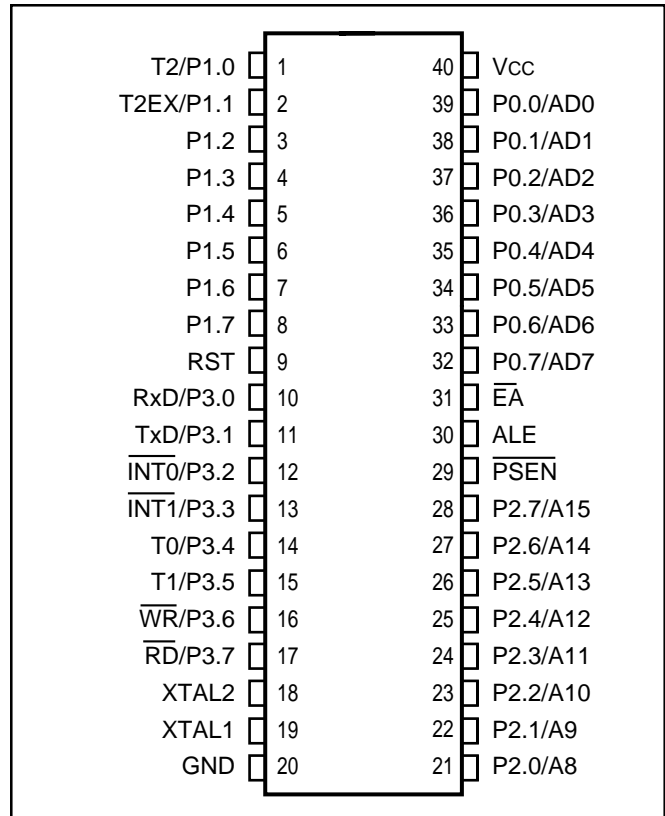 T2/P1.0 1 40 Vcc
T2EX/P1.1 2 39 P0.0/AD0
P1.2 3 38 P0.1/AD1
P1.3 4 37 P0.2/AD2
P1.4 5 36 P0.3/AD3
P1.5 6 35 P0.4/AD4
P1.6 7 34 P0.5/AD5
P1.7 8 33 P0.6/AD6
RST 9 32 P0.7/AD7
RxD/P3.0 10 31 E̅A̅
TxD/P3.1 11 30 ALE
I̅N̅T̅0̅/P3.2 12 29 P̅S̅E̅N̅
I̅N̅T̅1̅/P3.3 13 28 P2.7/A15
T0/P3.4 14 27 P2.6/A14
T1/P3.5 15 26 P2.5/A13
W̅R̅/P3.6 16 25 P2.4/A12
R̅D̅/P3.7 17 24 P2.3/A11
XTAL2 18 23 P2.2/A10
XTAL1 19 22 P2.1/A9
GND 20 21 P2.0/A8